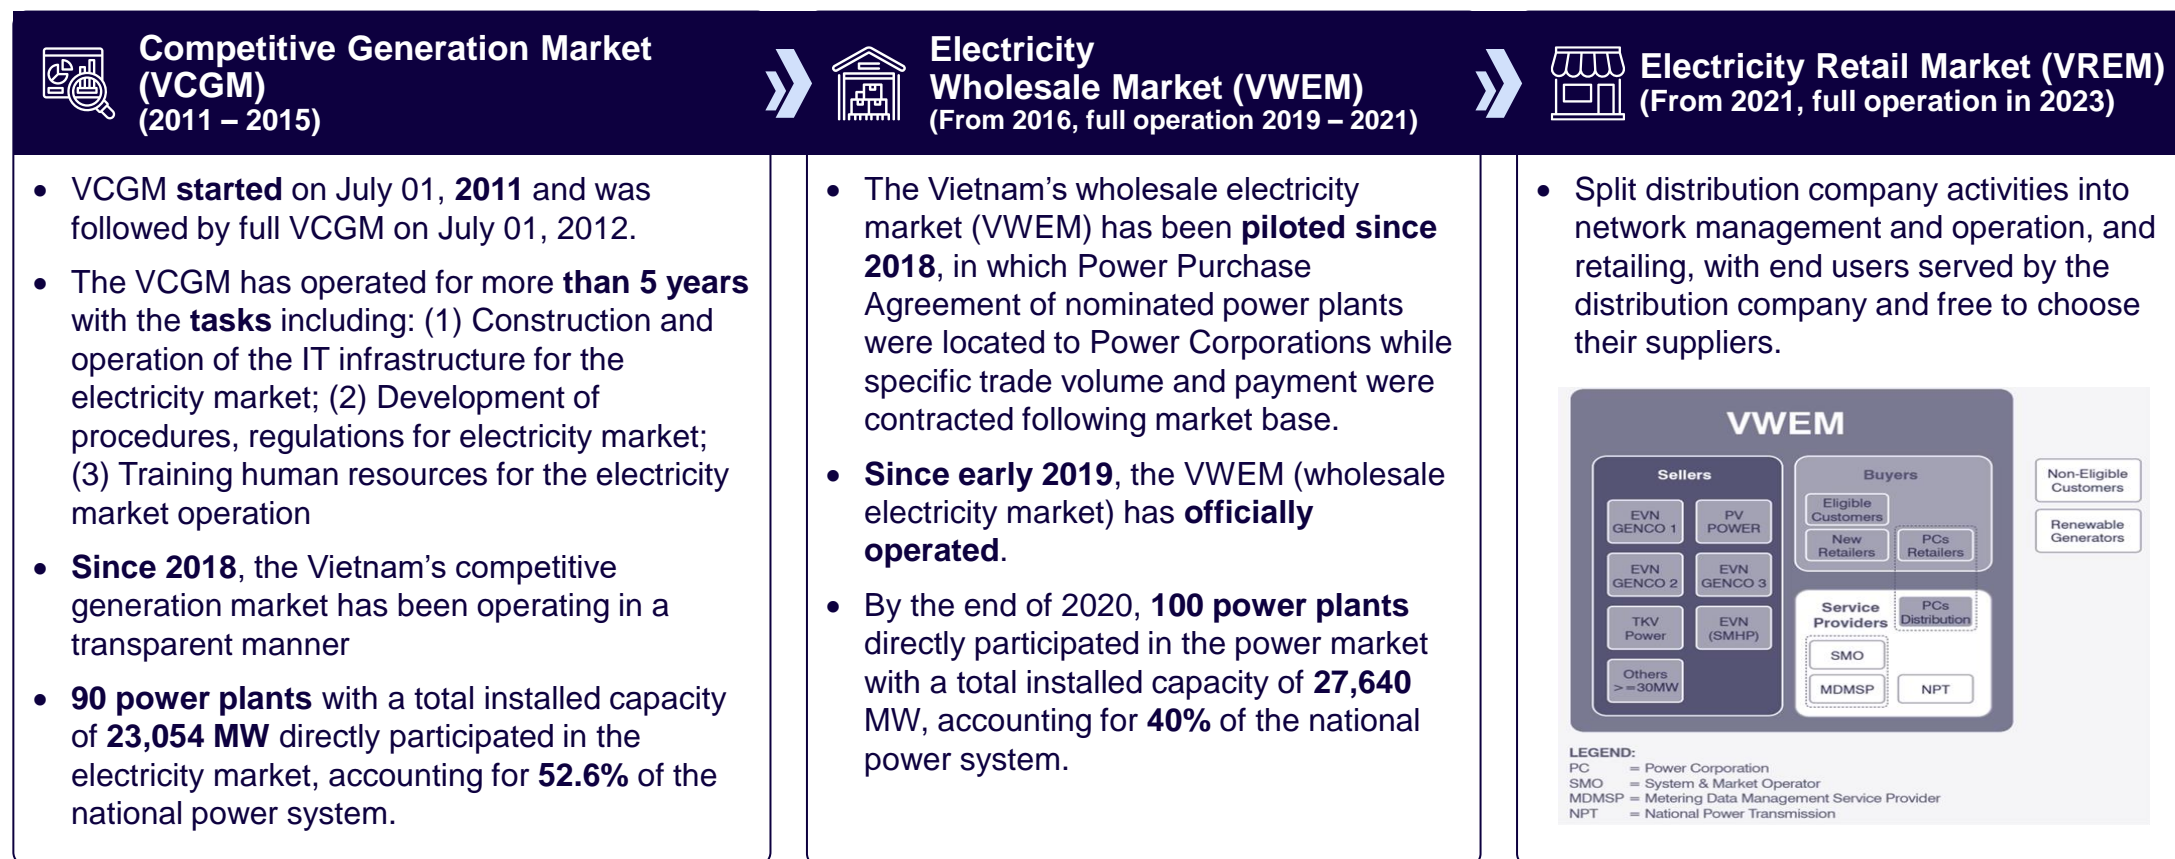 Competitive Generation Market
(VCGM)
(2011 – 2015)
• VCGM started on July 01, 2011 and was
followed by full VCGM on July 01, 2012.
• The VCGM has operated for more than 5 years
with the tasks including: (1) Construction and
operation of the IT infrastructure for the
electricity market; (2) Development of
procedures, regulations for electricity market;
(3) Training human resources for the electricity
market operation
• Since 2018, the Vietnam’s competitive
generation market has been operating in a
transparent manner
• 90 power plants with a total installed capacity
of 23,054 MW directly participated in the
electricity market, accounting for 52.6% of the
national power system.
Electricity
Wholesale Market (VWEM)
(From 2016, full operation 2019 – 2021)
• The Vietnam’s wholesale electricity
market (VWEM) has been piloted since
2018, in which Power Purchase
Agreement of nominated power plants
were located to Power Corporations while
specific trade volume and payment were
contracted following market base.
• Since early 2019, the VWEM (wholesale
electricity market) has officially
operated.
• By the end of 2020, 100 power plants
directly participated in the power market
with a total installed capacity of 27,640
MW, accounting for 40% of the national
power system.
Electricity Retail Market (VREM)
(From 2021, full operation in 2023)
• Split distribution company activities into
network management and operation, and
retailing, with end users served by the
distribution company and free to choose
their suppliers.
VWEM
Sellers
EVN
GENCO 1
PV
POWER
EVN
GENCO 2
EVN
GENCO 3
TKV
Power
EVN
(SMHP)
Others
>=30MW
Buyers
Eligible
Customers
New
Retailers
PCs
Retailers
Service
Providers
PCs
Distribution
SMO
MDMSP
NPT
Non-Eligible
Customers
Renewable
Generators
LEGEND:
PC = Power Corporation
SMO = System & Market Operator
MDMSP = Metering Data Management Service Provider
NPT = National Power Transmission